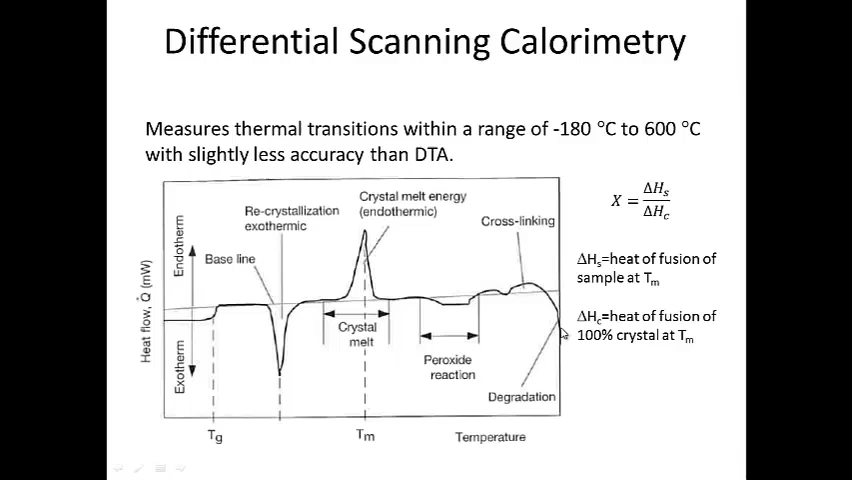 Differential Scanning Calorimetry
Measures thermal transitions within a range of -180 °C to 600 °C
with slightly less accuracy than DTA.
Heat flow, Q̇ (mW)
Endotherm
Exotherm
Base line
Re-crystallization
exothermic
Crystal melt energy
(endothermic)
Cross-linking
Crystal
melt
Peroxide
reaction
Degradation
Tg
Tm
Temperature
X = ΔHs/ΔHc
ΔHs=heat of fusion of
sample at Tm
ΔHc=heat of fusion of
100% crystal at Tm